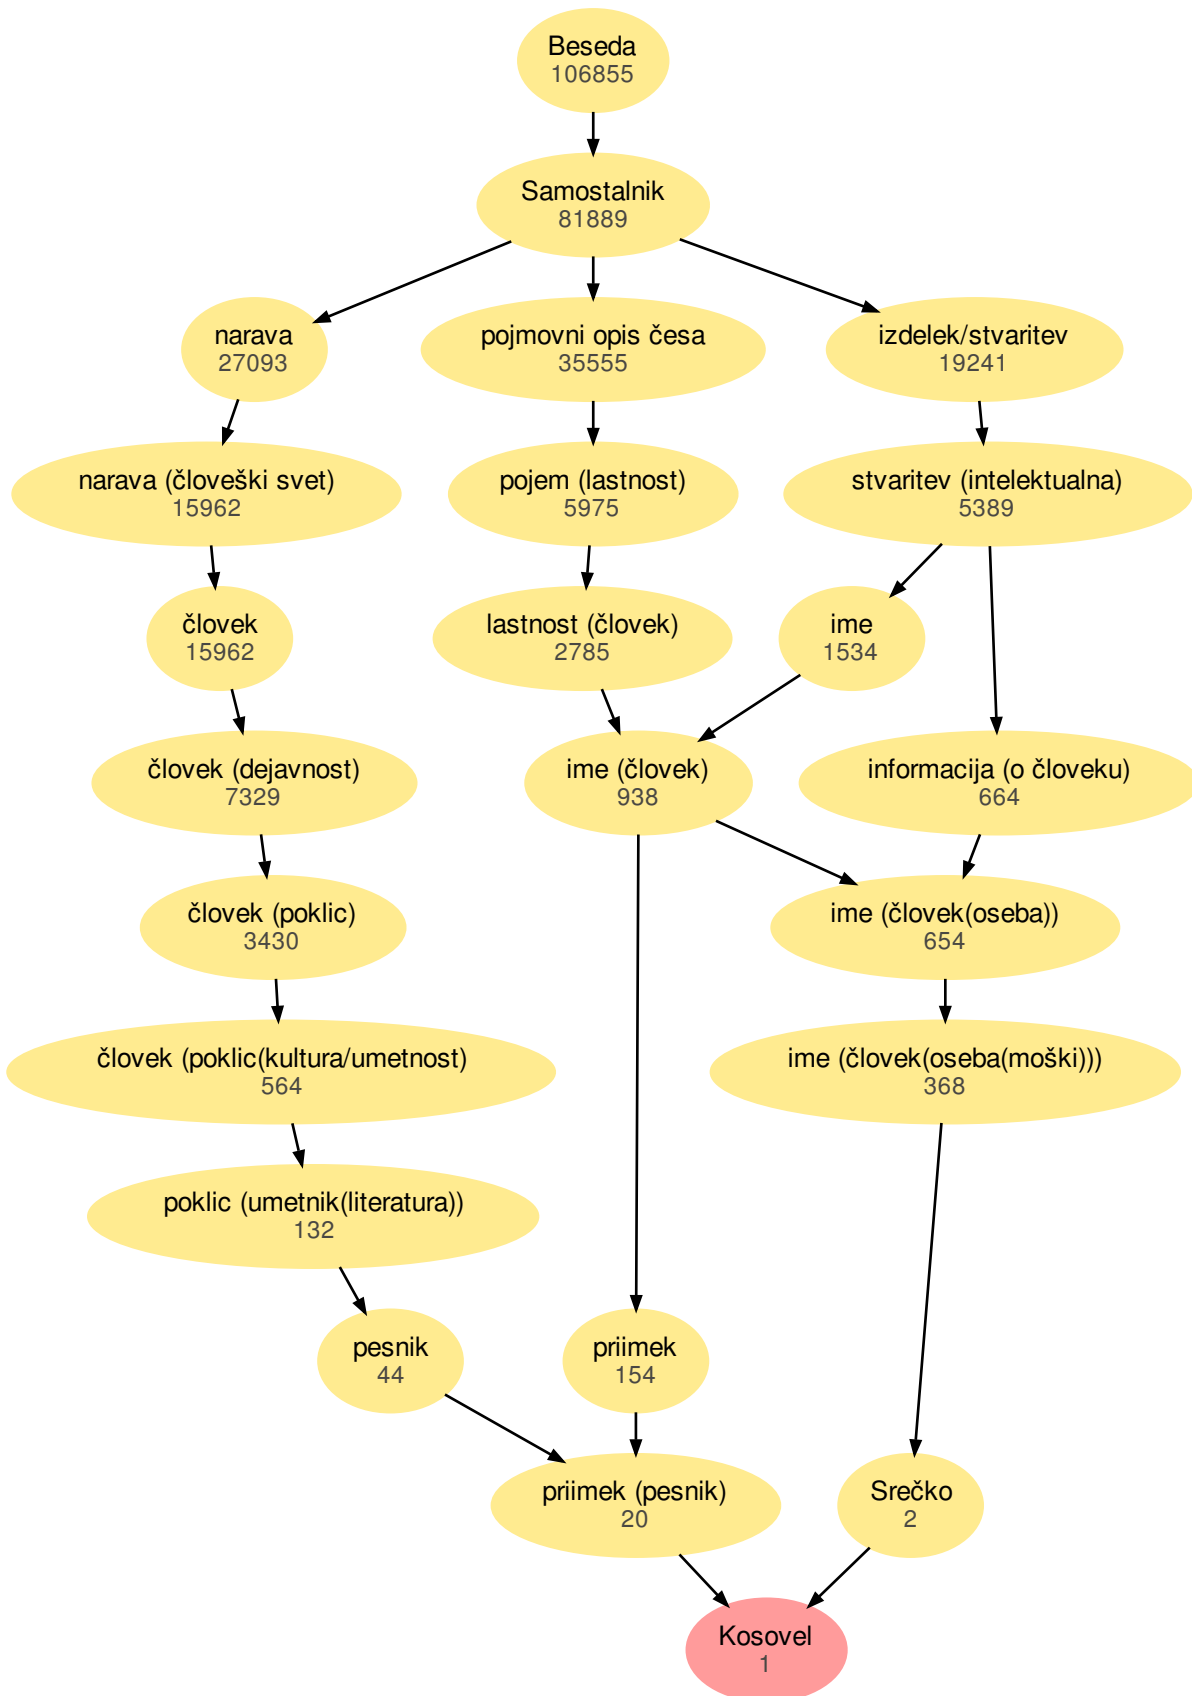 Beseda
106855
Samostalnik
81889
narava
27093
pojmovni opis česa
35555
izdelek/stvaritev
19241
narava (človeški svet)
15962
pojem (lastnost)
5975
stvaritev (intelektualna)
5389
človek
15962
lastnost (človek)
2785
ime
1534
človek (dejavnost)
7329
ime (človek)
938
informacija (o človeku)
664
človek (poklic)
3430
ime (človek(oseba))
654
človek (poklic(kultura/umetnost)
564
ime (človek(oseba(moški)))
368
poklic (umetnik(literatura))
132
pesnik
44
priimek
154
priimek (pesnik)
20
Srečko
2
Kosovel
1